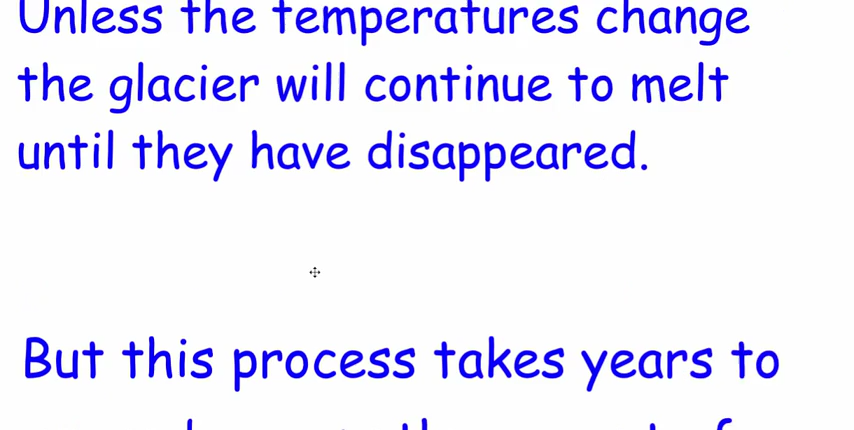 Unless the temperatures change
the glacier will continue to melt
until they have disappeared.
But this process takes years to